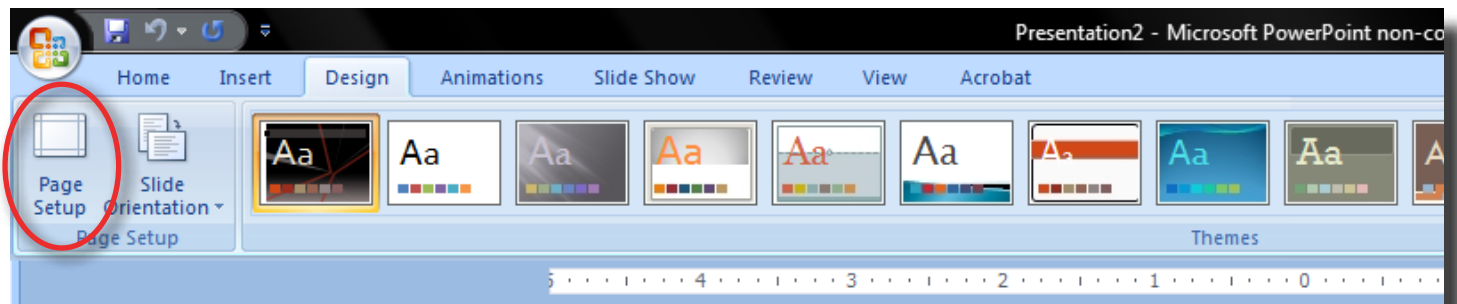 Presentation2 - Microsoft PowerPoint non-co
Home Insert Design Animations Slide Show Review View Acrobat
Aa Aa Aa Aa Aa Aa Aa Aa Aa A
Page Setup
Slide Orientation
Page Setup
Themes
5 4 3 2 1 0